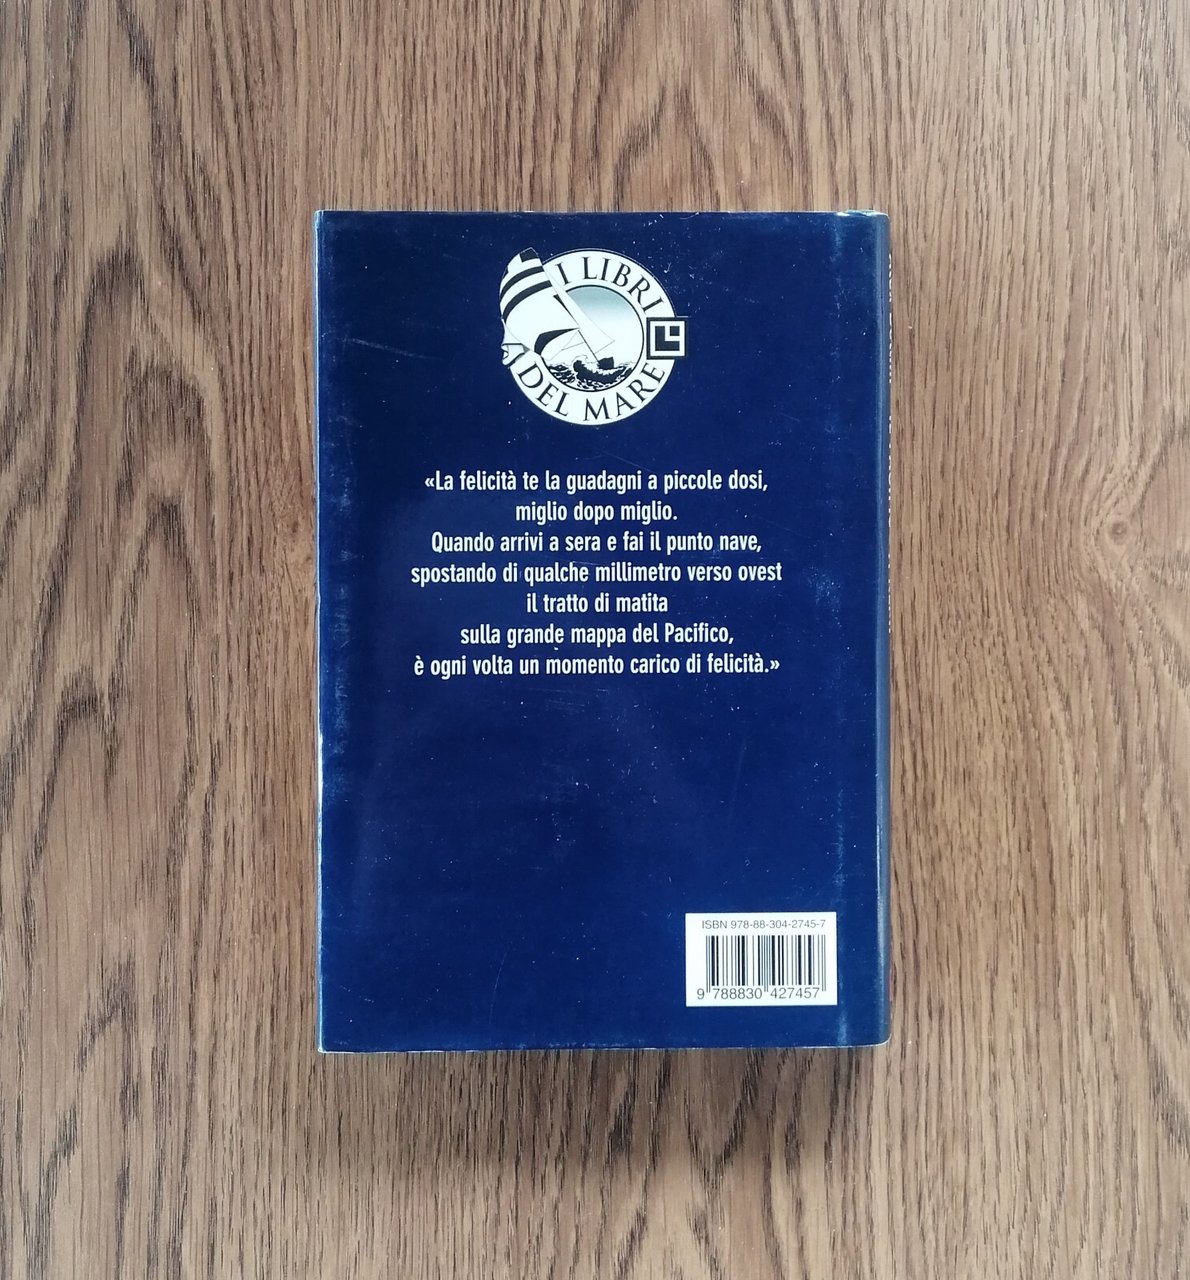 I LIBRI
DEL MARE
«La felicità te la guadagni a piccole dosi,
miglio dopo miglio.
Quando arrivi a sera e fai il punto nave,
spostando di qualche millimetro verso ovest
il tratto di matita
sulla grande mappa del Pacifico,
è ogni volta un momento carico di felicità.»
ISBN 978-88-304-2745-7
9 788830 427457